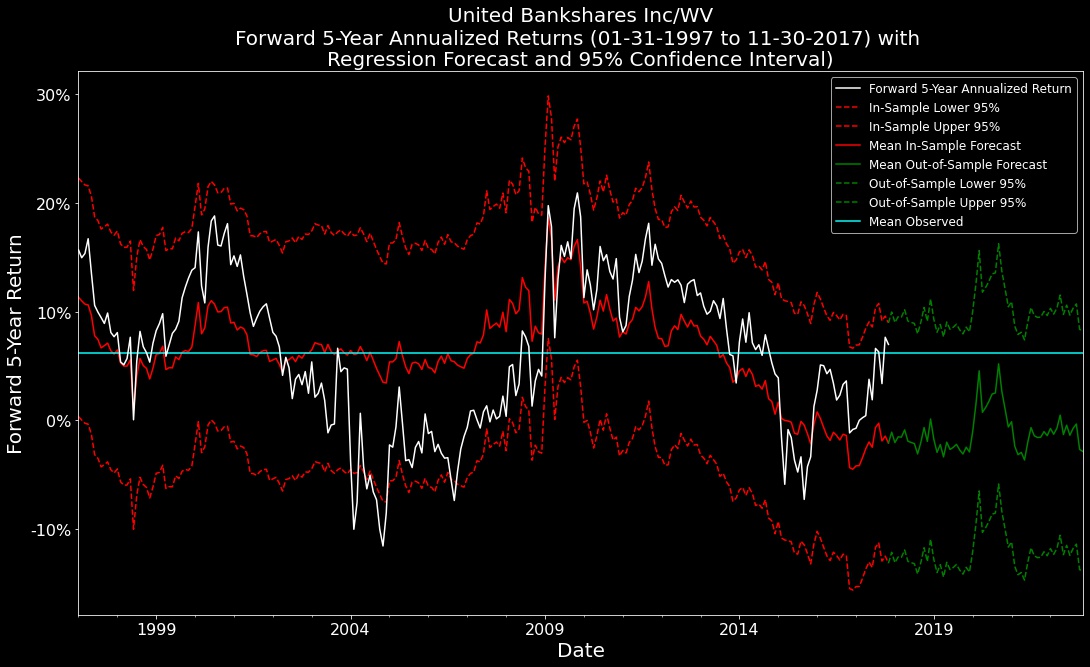 United Bankshares Inc/WV
Forward 5-Year Annualized Returns (01-31-1997 to 11-30-2017) with
Regression Forecast and 95% Confidence Interval)
Forward 5-Year Annualized Return
In-Sample Lower 95%
In-Sample Upper 95%
Mean In-Sample Forecast
Mean Out-of-Sample Forecast
Out-of-Sample Lower 95%
Out-of-Sample Upper 95%
Mean Observed
Forward 5-Year Return
30%
20%
10%
0%
-10%
1999
2004
2009
2014
2019
Date